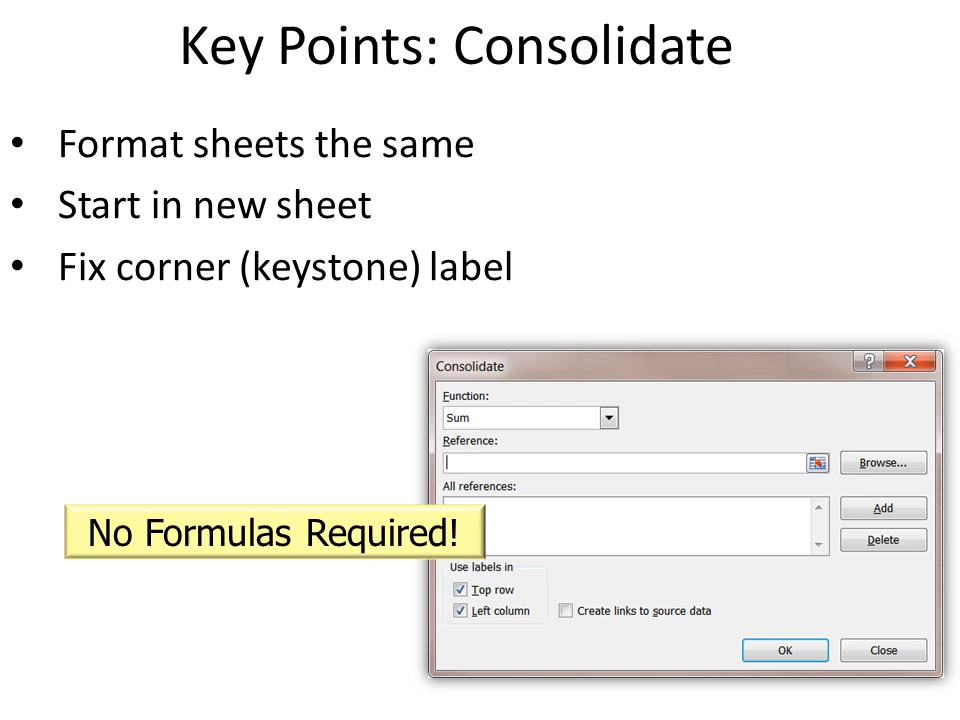 Key Points: Consolidate
• Format sheets the same
• Start in new sheet
• Fix corner (keystone) label
Consolidate
?
Function:
Sum
Reference:
Browse...
All references:
Add
No Formulas Required!
Delete
Use labels in
Top row
Left column Create links to source data
OK Close